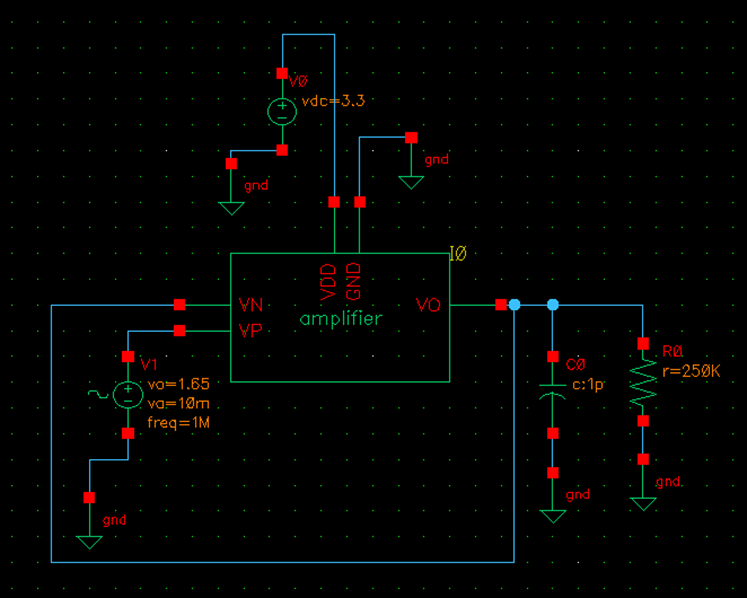 V0
vdc=3.3
gnd
gnd
I0
VDD
GND
VN
VO
amplifier
VP
V1
vo=1.65
va=10m
freq=1M
C0
c:1p
R0
r=250K
gnd
gnd
gnd